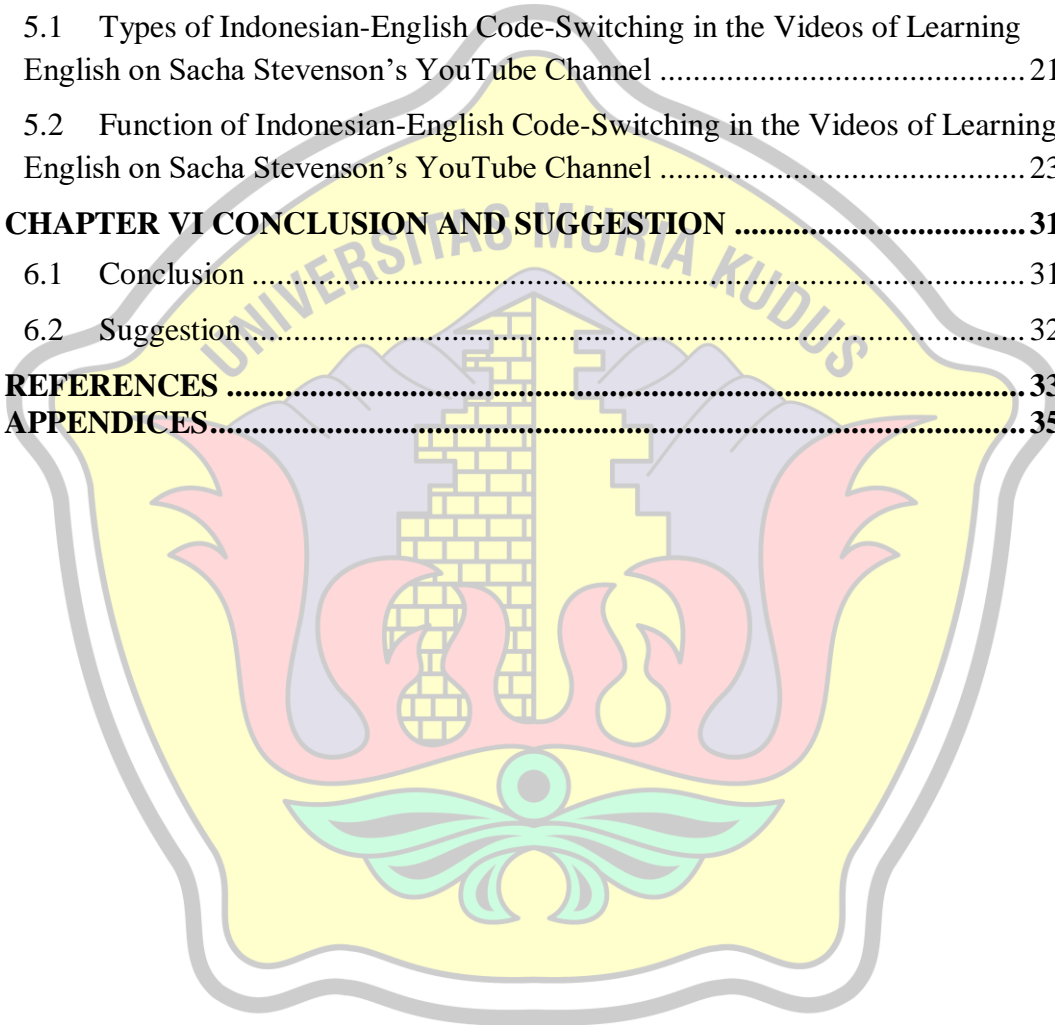 5.1 Types of Indonesian-English Code-Switching in the Videos of Learning
English on Sacha Stevenson's YouTube Channel ....................................... 21
5.2 Function of Indonesian-English Code-Switching in the Videos of Learning
English on Sacha Stevenson's YouTube Channel ....................................... 23
CHAPTER VI CONCLUSION AND SUGGESTION ............................... 31
UNIVERSITAS MURIA KUDUS
6.1 Conclusion ................................................................................. 31
6.2 Suggestion .................................................................................. 32
REFERENCES ................................................................................... 33
APPENDICES ..................................................................................... 35